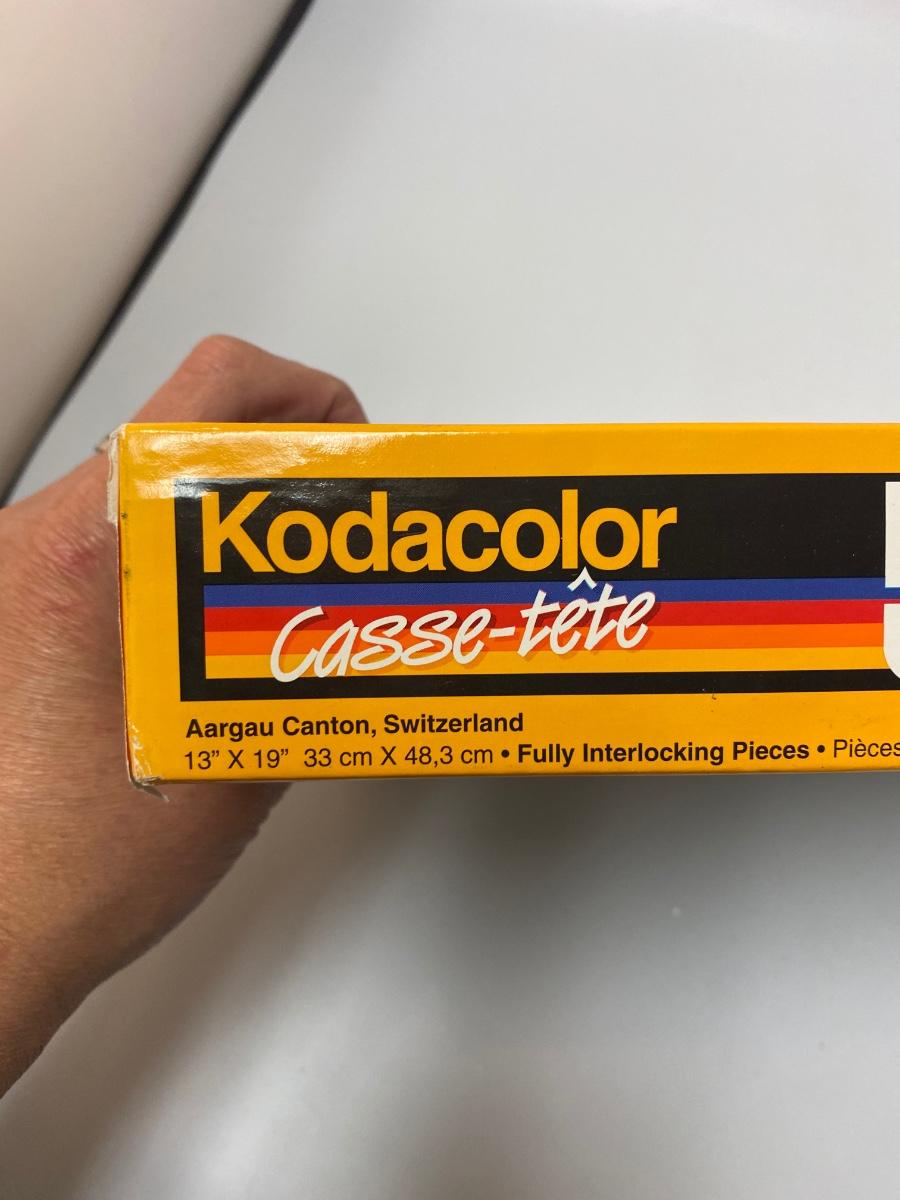 Kodacolor
Casse-tête
Aargau Canton, Switzerland
13” X 19” 33 cm X 48,3 cm • Fully Interlocking Pieces • Pièces